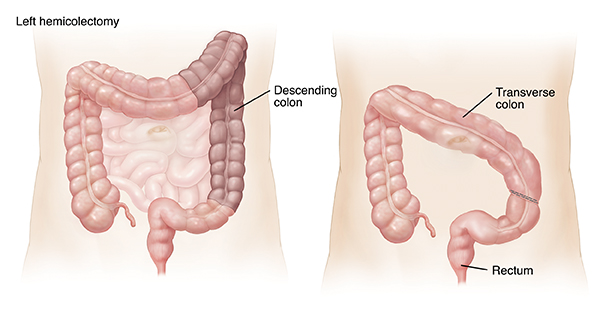 Left hemicolectomy
Descending
colon
Transverse
colon
Rectum